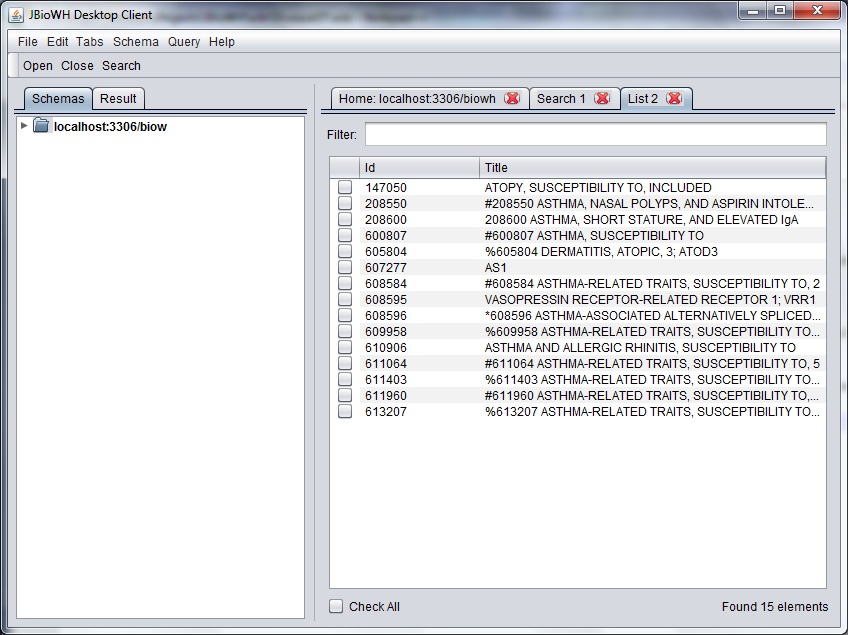 JBioWH Desktop Client
File Edit Tabs Schema Query Help
Open Close Search
Schemas Result
localhost:3306/biow
Home: localhost:3306/biowh Search 1 List 2
Filter:
Id Title
147050 ATOPY, SUSCEPTIBILITY TO, INCLUDED
208550 #208550 ASTHMA, NASAL POLYPS, AND ASPIRIN INTOLE...
208600 208600 ASTHMA, SHORT STATURE, AND ELEVATED IgA
600807 #600807 ASTHMA, SUSCEPTIBILITY TO
605804 %605804 DERMATITIS, ATOPIC, 3; ATOD3
607277 AS1
608584 #608584 ASTHMA-RELATED TRAITS, SUSCEPTIBILITY TO, 2
608595 VASOPRESSIN RECEPTOR-RELATED RECEPTOR 1; VRR1
608596 *608596 ASTHMA-ASSOCIATED ALTERNATIVELY SPLICED...
609958 %609958 ASTHMA-RELATED TRAITS, SUSCEPTIBILITY TO...
610906 ASTHMA AND ALLERGIC RHINITIS, SUSCEPTIBILITY TO
611064 #611064 ASTHMA-RELATED TRAITS, SUSCEPTIBILITY TO, 5
611403 %611403 ASTHMA-RELATED TRAITS, SUSCEPTIBILITY TO...
611960 #611960 ASTHMA-RELATED TRAITS, SUSCEPTIBILITY TO,...
613207 %613207 ASTHMA-RELATED TRAITS, SUSCEPTIBILITY TO...
Check All Found 15 elements